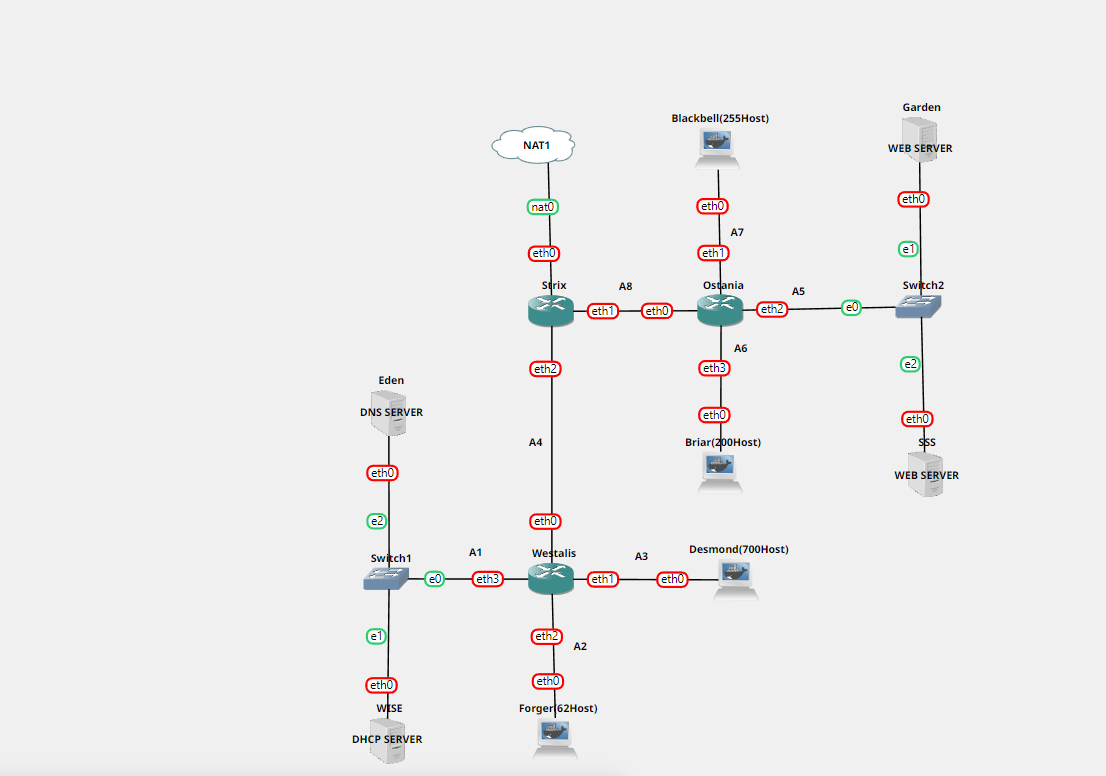 Garden
Blackbell(255Host)
NAT1
WEB SERVER
nat0
eth0
eth0
A7
e1
eth0
eth1
Strix
A8
Ostania
A5
Switch2
eth1
eth0
eth2
e0
A6
eth2
eth3
e2
Eden
DNS SERVER
eth0
eth0
A4
Briar(200Host)
SSS
eth0
WEB SERVER
e2
eth0
Switch1
A1
Westalis
A3
Desmond(700Host)
e0
eth3
eth1
eth0
e1
eth2
A2
eth0
eth0
WISE
Forger(62Host)
DHCP SERVER